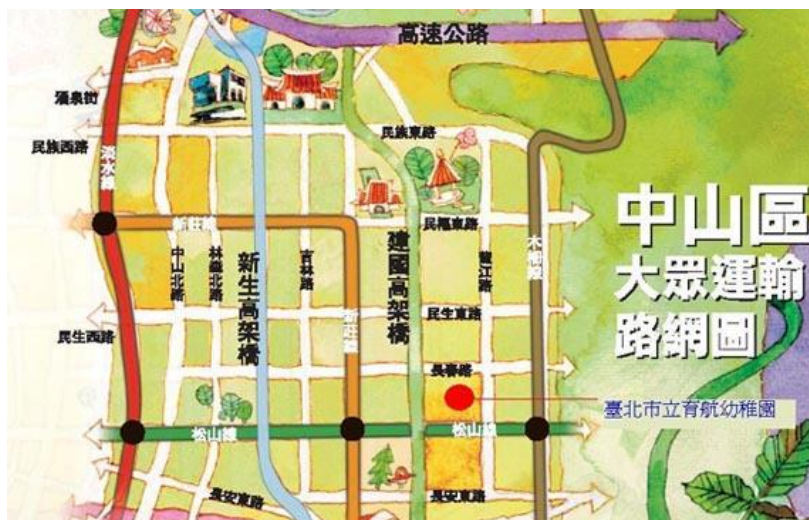 高速公路
酒泉街
民族東路
民族西路
淡水線
中山區
大眾運輸
路網圖
新莊線
民權東路
中山北路
林森北路
新生高架橋
吉林路
建國高架橋
龍江路
木柵線
新莊線
民生東路
民生西路
長春路
臺北市立育航幼稚園
松山線
松山線
長安東路
長安東路